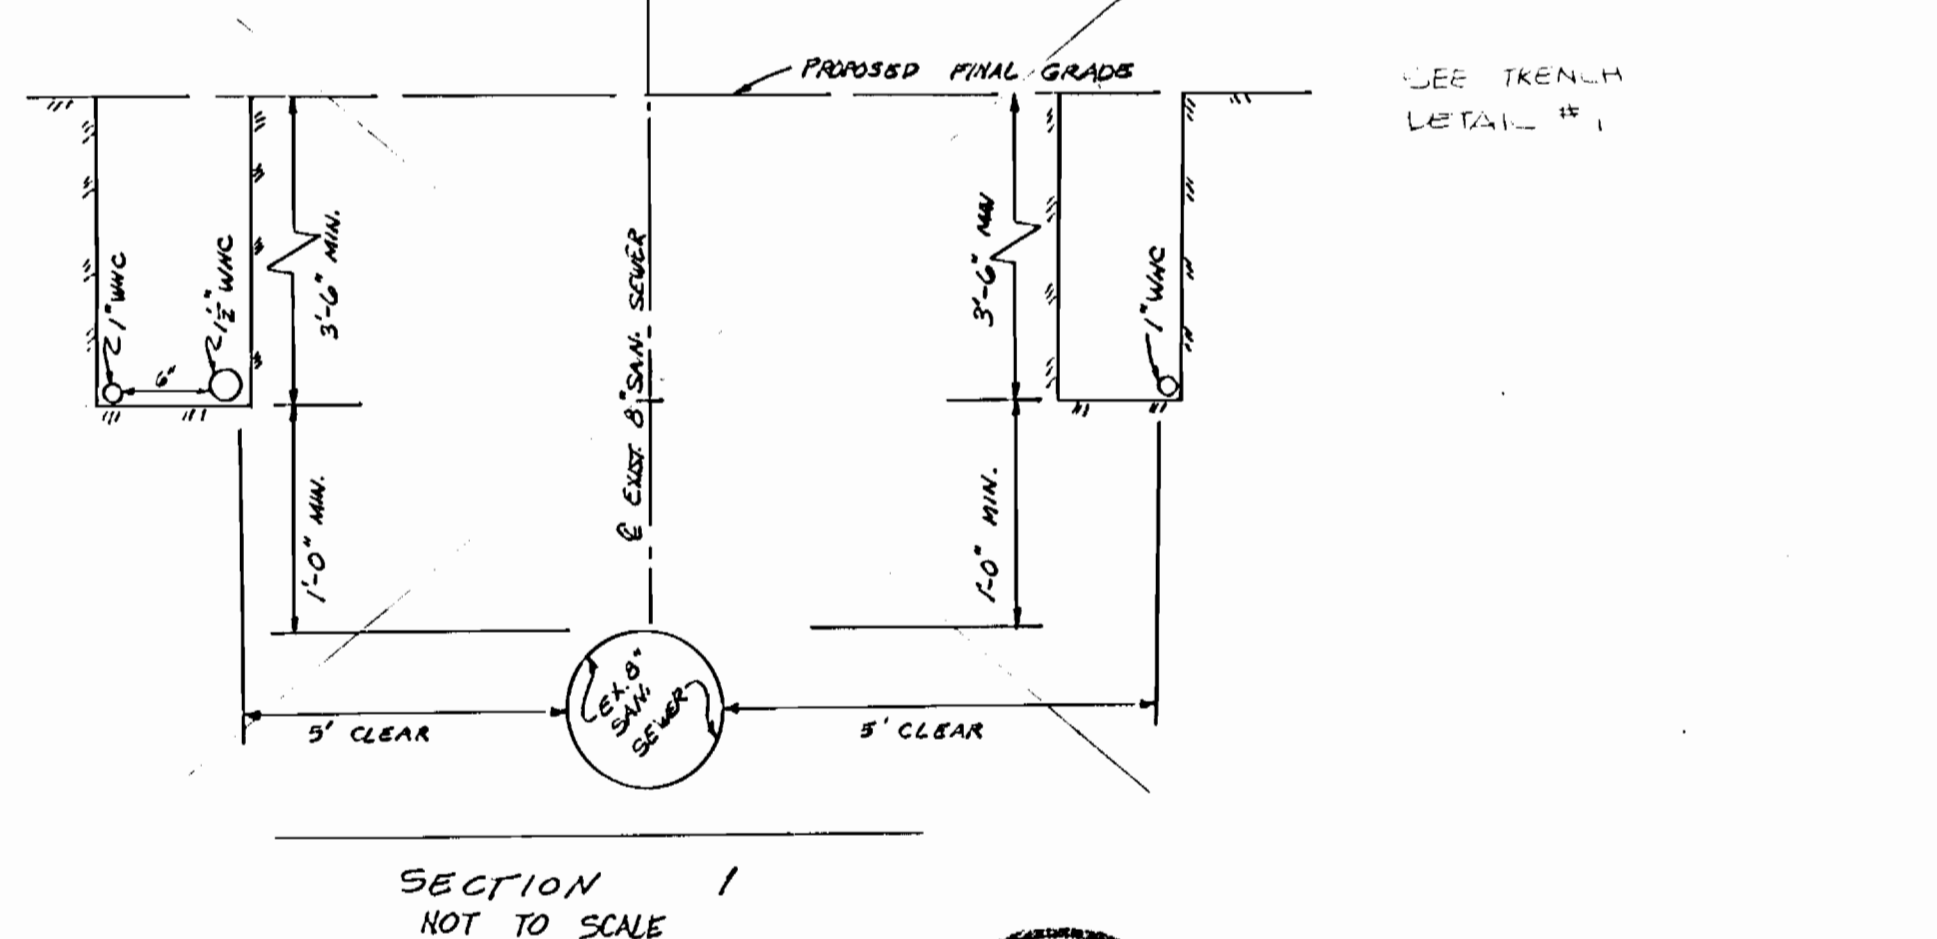 PROPOSED FINAL GRADE
SEE TRENCH
DETAIL # 1
1" WHC
1 1/2" WHC
6"
3'-6" MIN.
1'-0" MIN.
℄ EXIST. 8" SAN. SEWER
3'-6" MIN
1'-0" MIN.
1" WHC
5' CLEAR
EX. 8"
SAN.
SEWER
5' CLEAR
SECTION 1
NOT TO SCALE